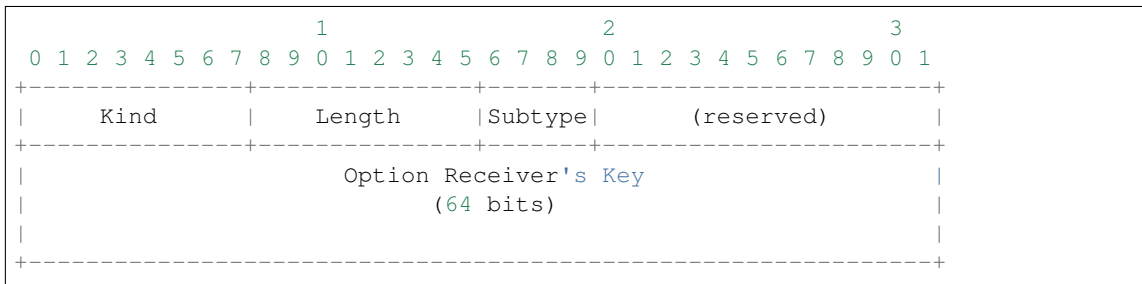 1                   2                   3
 0 1 2 3 4 5 6 7 8 9 0 1 2 3 4 5 6 7 8 9 0 1 2 3 4 5 6 7 8 9 0 1
+---------------+---------------+-------+-----------------------+
|     Kind      |    Length     |Subtype|      (reserved)       |
+---------------+---------------+-------+-----------------------+
|                      Option Receiver's Key                    |
|                            (64 bits)                          |
|                                                               |
+---------------------------------------------------------------+